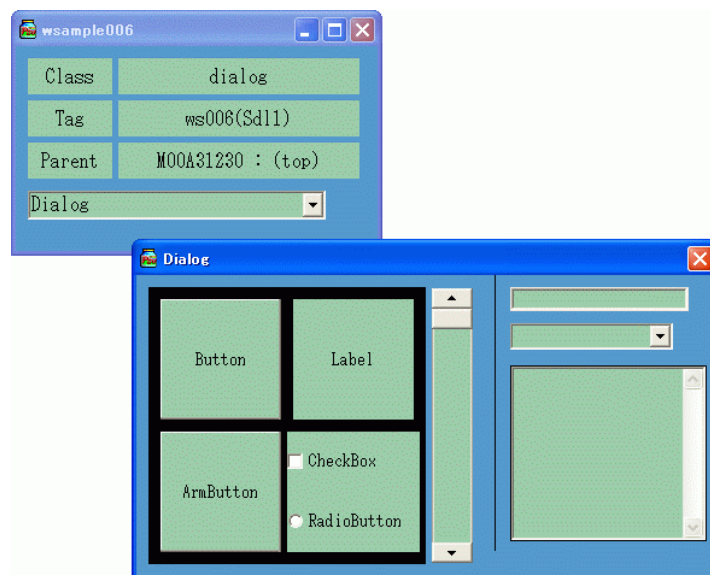 wsample006
Class dialog
Tag ws006(Sdl1)
Parent M00A31230 : (top)
Dialog
Dialog
Button Label
ArmButton
CheckBox
RadioButton